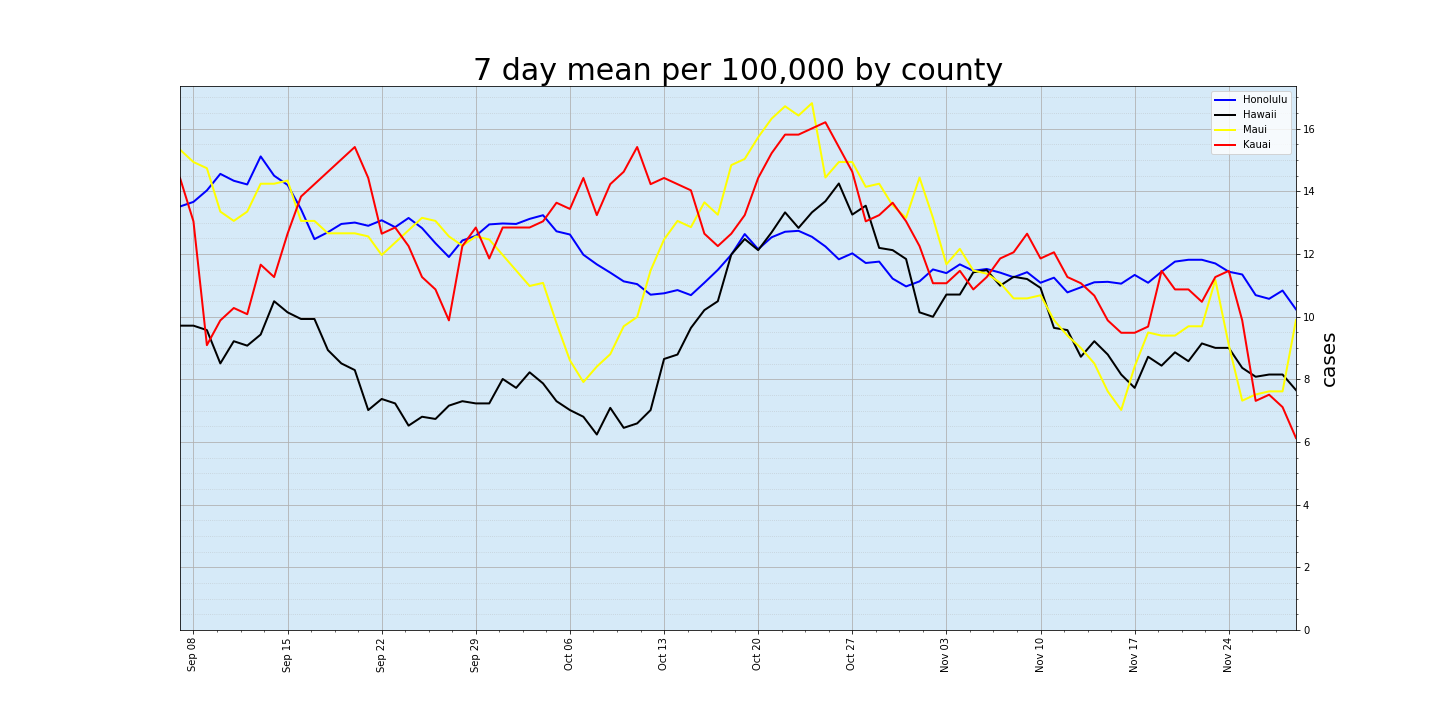 7 day mean per 100,000 by county
Honolulu
Hawaii
Maui
Kauai
16
14
12
10
8
6
4
2
0
cases
Sep 08
Sep 15
Sep 22
Sep 29
Oct 06
Oct 13
Oct 20
Oct 27
Nov 03
Nov 10
Nov 17
Nov 24